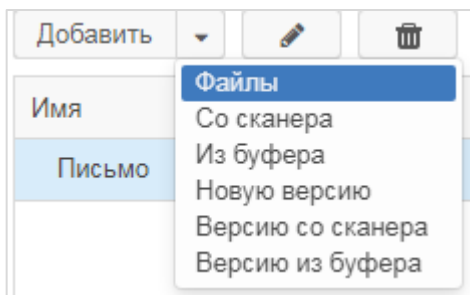 Добавить
Файлы
Имя
Со сканера
Из буфера
Письмо
Новую версию
Версию со сканера
Версию из буфера